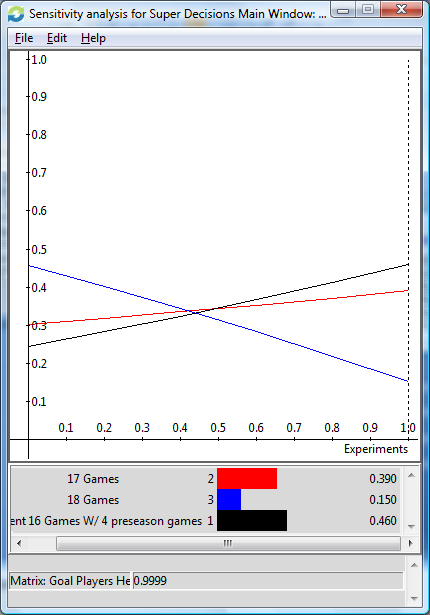 Sensitivity analysis for Super Decisions Main Window: ...
File Edit Help
1.0
0.9
0.8
0.7
0.6
0.5
0.4
0.3
0.2
0.1
0.1 0.2 0.3 0.4 0.5 0.6 0.7 0.8 0.9 1.0
Experiments
17 Games 2 0.390
18 Games 3 0.150
ent 16 Games W/ 4 preseason games 1 0.460
Matrix: Goal Players He 0.9999